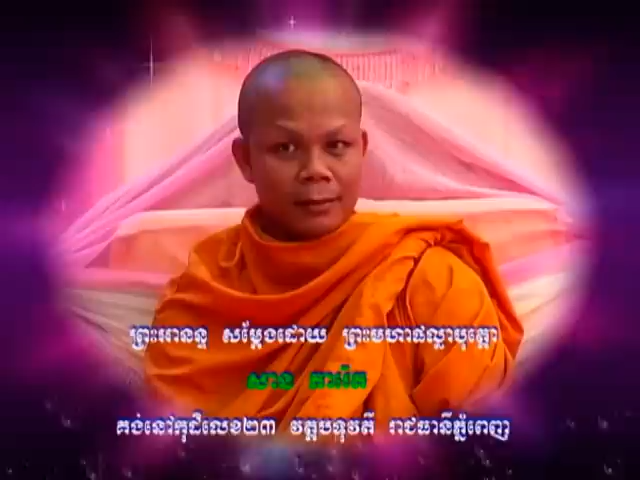 ព្រះអានន្ទ សម្តែងដោយ ព្រះមហាផល្លាបុត្តោ
សាន ភារ៉េត
គង់នៅកុដិលេខ២៣ វត្តបទុមវតី រាជធានីភ្នំពេញ